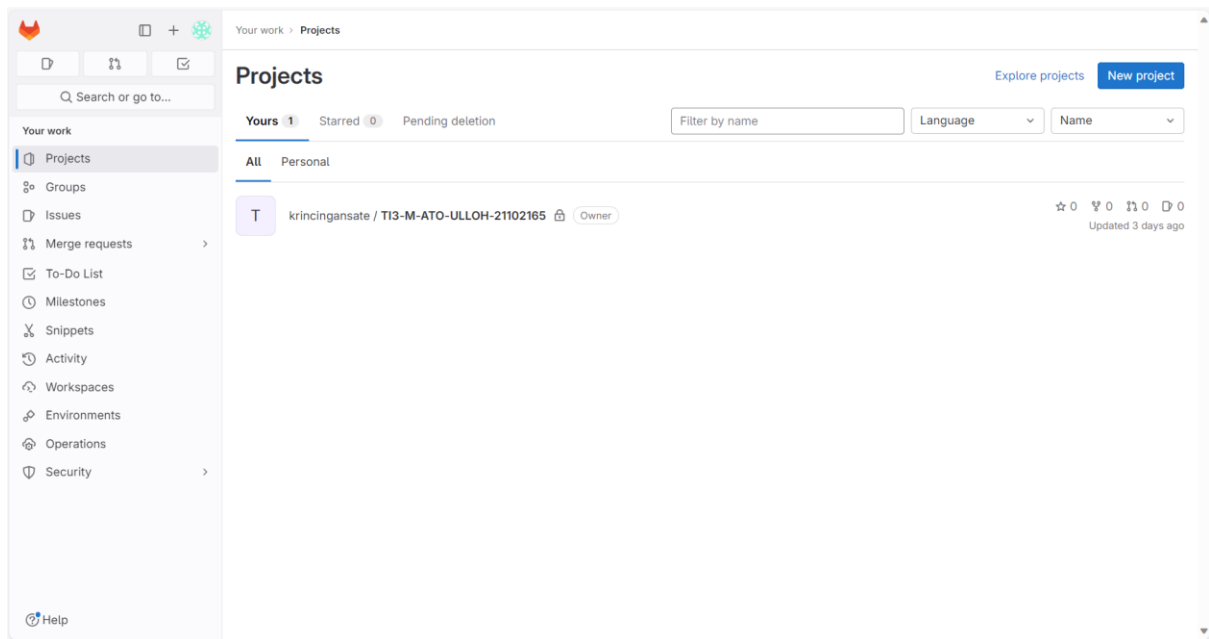 Your work > Projects
Search or go to...
Your work
Projects
Groups
Issues
Merge requests
To-Do List
Milestones
Snippets
Activity
Workspaces
Environments
Operations
Security
Help
Projects
Explore projects
New project
Yours 1
Starred 0
Pending deletion
Filter by name
Language
Name
All
Personal
T
krincingansate / TI3-M-ATO-ULLOH-21102165
Owner
0 0 0 0
Updated 3 days ago